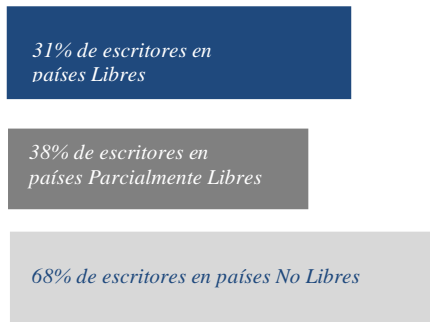 31% de escritores en
países Libres
38% de escritores en
países Parcialmente Libres
68% de escritores en países No Libres